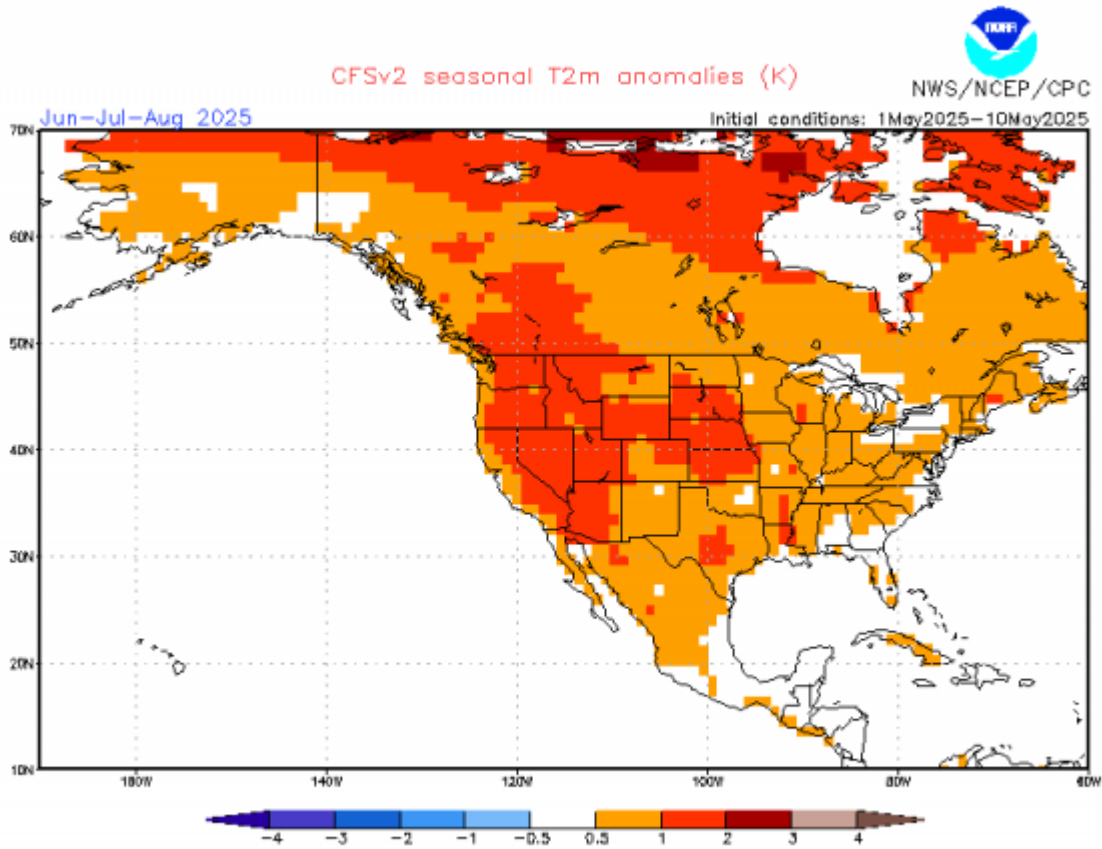 NOAA
CFSv2 seasonal T2m anomalies (K)
NWS/NCEP/CPC
Jun-Jul-Aug 2025
Initial conditions: 1May2025-10May2025
70N
60N
50N
40N
30N
20N
10N
180W 140W 120W 100W 80W 60W
-4 -3 -2 -1 -0.5 0.5 1 2 3 4